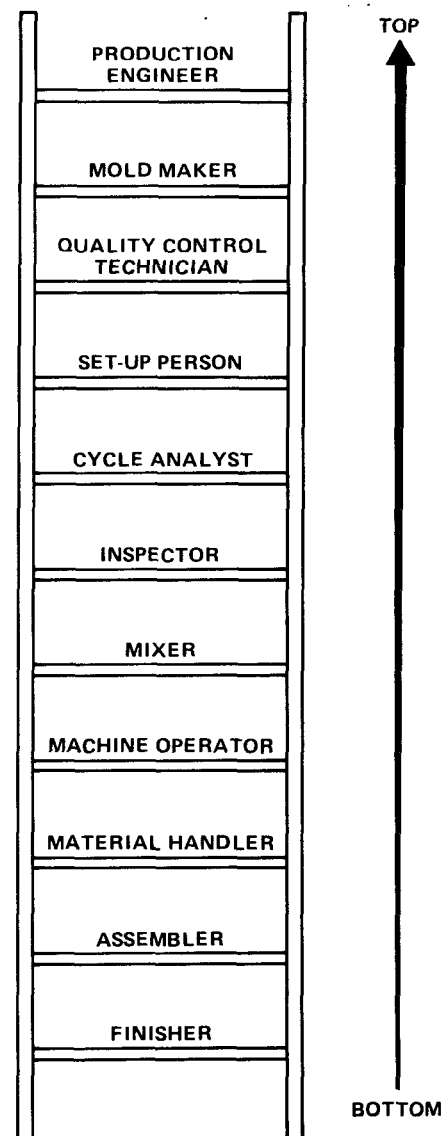 TOP
PRODUCTION
ENGINEER
MOLD MAKER
QUALITY CONTROL
TECHNICIAN
SET-UP PERSON
CYCLE ANALYST
INSPECTOR
MIXER
MACHINE OPERATOR
MATERIAL HANDLER
ASSEMBLER
FINISHER
BOTTOM